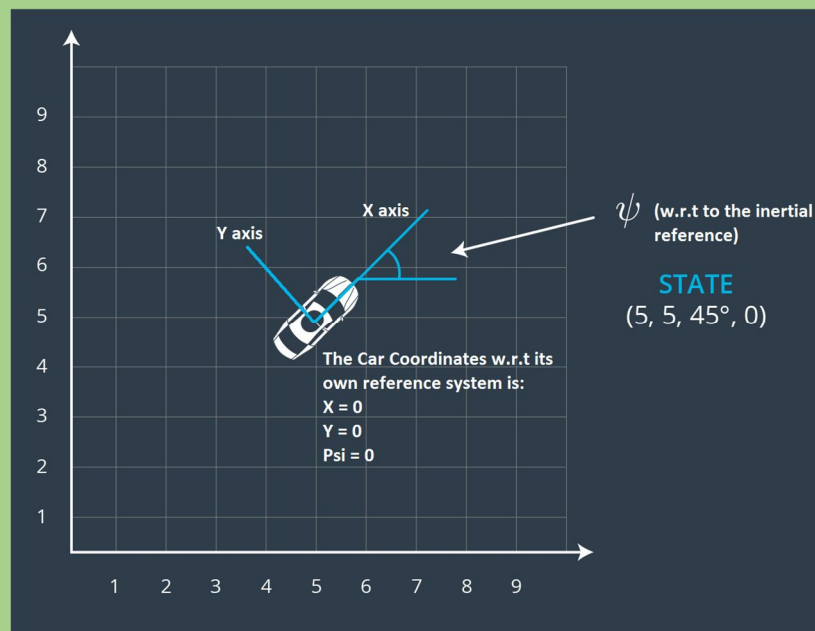 9
8
7
6
5
4
3
2
1
1 2 3 4 5 6 7 8 9
Y axis
X axis
ψ (w.r.t to the inertial
reference)
STATE
(5, 5, 45°, 0)
The Car Coordinates w.r.t its
own reference system is:
X = 0
Y = 0
Psi = 0